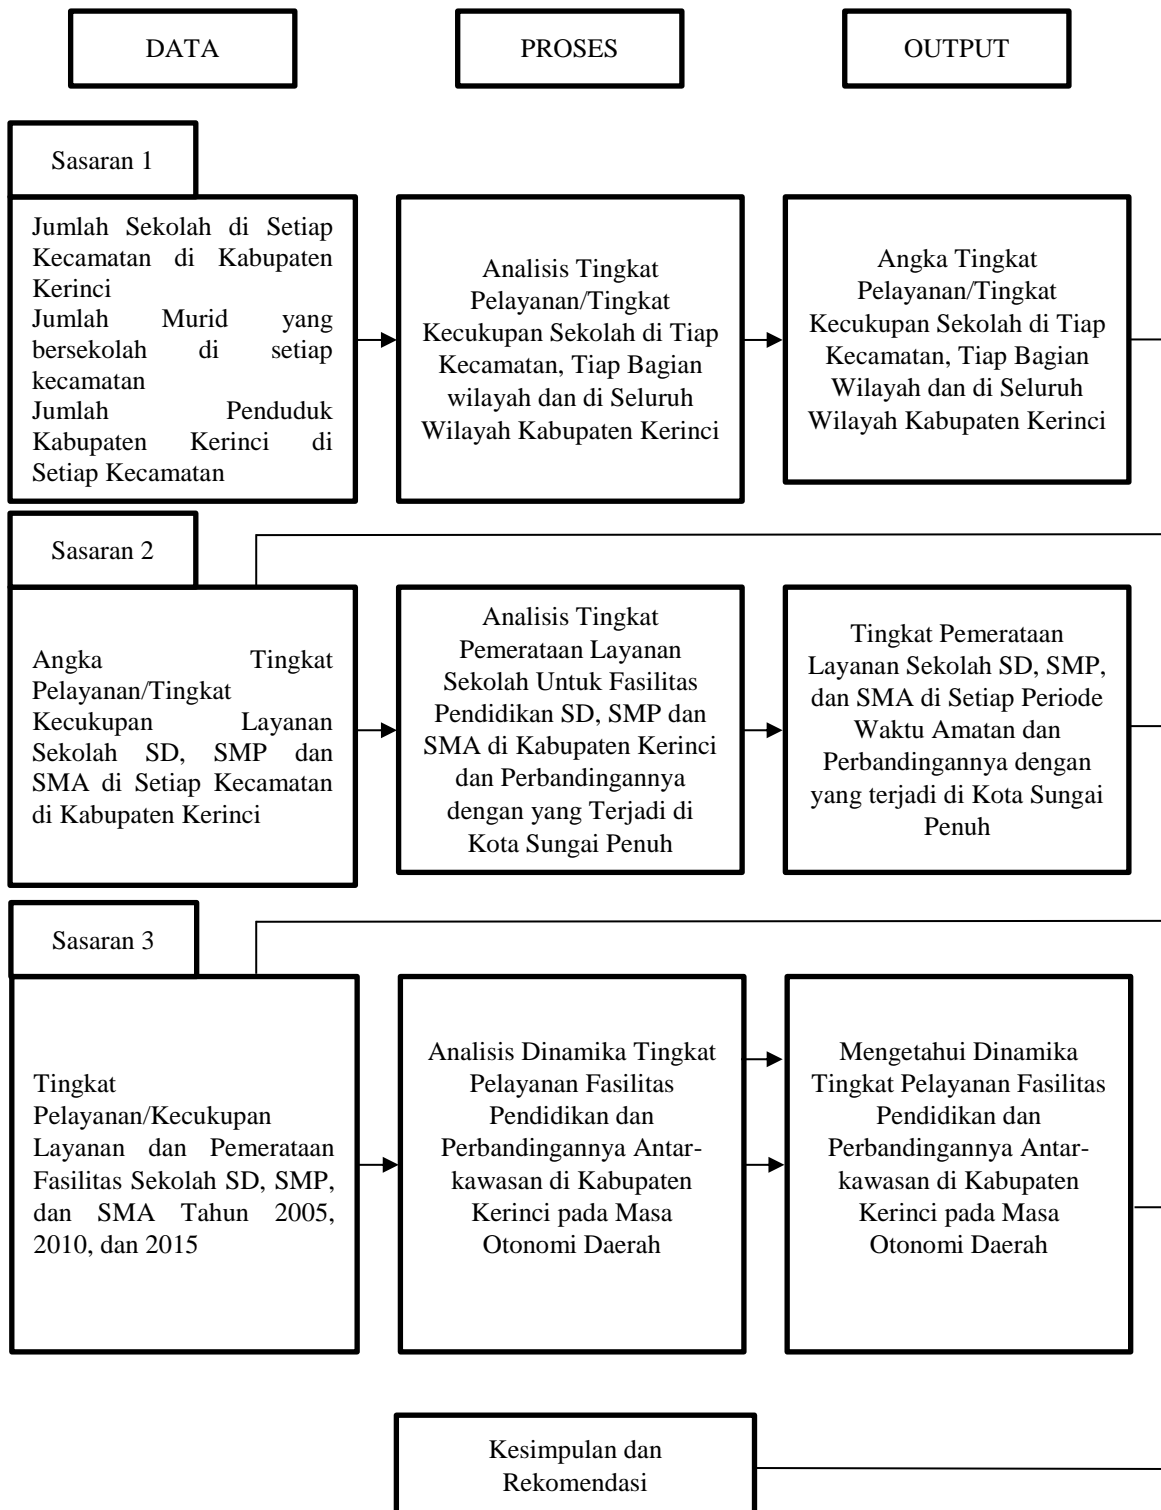 DATA
PROSES
OUTPUT
Sasaran 1
Jumlah Sekolah di Setiap
Kecamatan di Kabupaten
Kerinci
Jumlah Murid yang
bersekolah di setiap
kecamatan
Jumlah Penduduk
Kabupaten Kerinci di
Setiap Kecamatan
Analisis Tingkat
Pelayanan/Tingkat
Kecukupan Sekolah di Tiap
Kecamatan, Tiap Bagian
wilayah dan di Seluruh
Wilayah Kabupaten Kerinci
Angka Tingkat
Pelayanan/Tingkat
Kecukupan Sekolah di Tiap
Kecamatan, Tiap Bagian
Wilayah dan di Seluruh
Wilayah Kabupaten Kerinci
Sasaran 2
Angka Tingkat
Pelayanan/Tingkat
Kecukupan Layanan
Sekolah SD, SMP dan
SMA di Setiap Kecamatan
di Kabupaten Kerinci
Analisis Tingkat
Pemerataan Layanan
Sekolah Untuk Fasilitas
Pendidikan SD, SMP dan
SMA di Kabupaten Kerinci
dan Perbandingannya
dengan yang Terjadi di
Kota Sungai Penuh
Tingkat Pemerataan
Layanan Sekolah SD, SMP,
dan SMA di Setiap Periode
Waktu Amatan dan
Perbandingannya dengan
yang terjadi di Kota Sungai
Penuh
Sasaran 3
Tingkat
Pelayanan/Kecukupan
Layanan dan Pemerataan
Fasilitas Sekolah SD, SMP,
dan SMA Tahun 2005,
2010, dan 2015
Analisis Dinamika Tingkat
Pelayanan Fasilitas
Pendidikan dan
Perbandingannya Antar-
kawasan di Kabupaten
Kerinci pada Masa
Otonomi Daerah
Mengetahui Dinamika
Tingkat Pelayanan Fasilitas
Pendidikan dan
Perbandingannya Antar-
kawasan di Kabupaten
Kerinci pada Masa
Otonomi Daerah
Kesimpulan dan
Rekomendasi